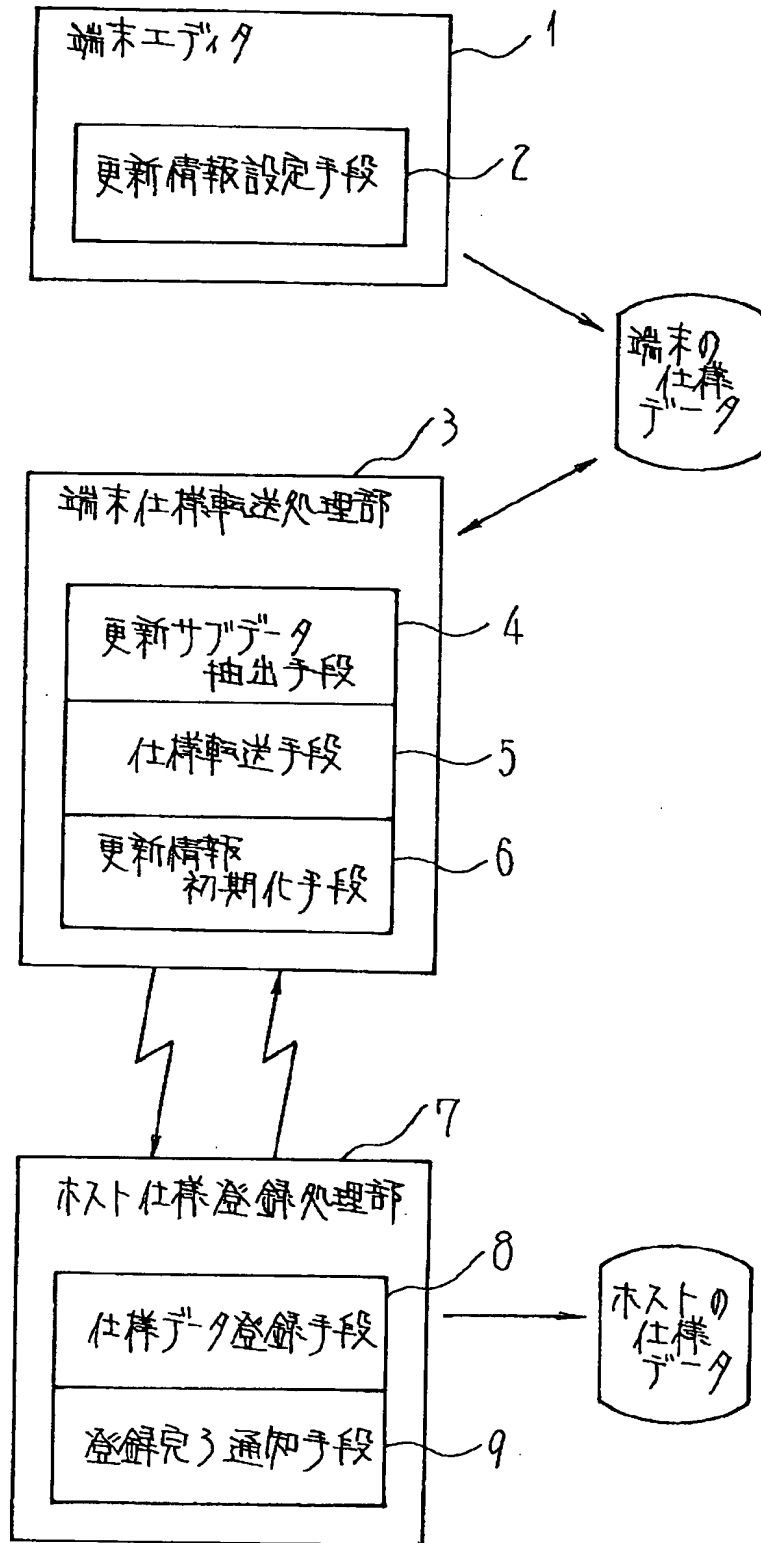 端末エディタ
1
更新情報設定手段
2
端末の
仕様
データ
3
端末仕様転送処理部
更新サブデータ
抽出手段
4
仕様転送手段
5
更新情報
初期化手段
6
7
ホスト仕様登録処理部
8
仕様データ登録手段
登録完了通知手段
9
ホストの
仕様
データ